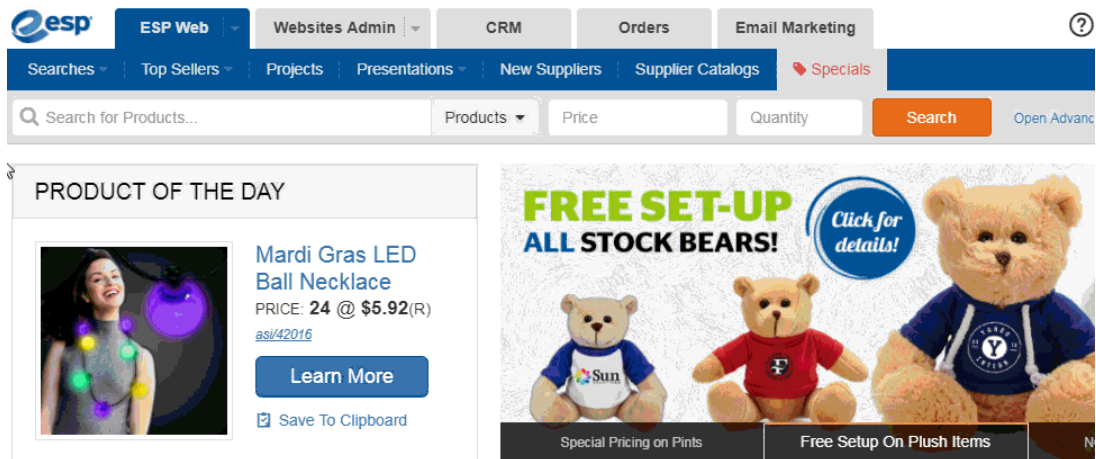 esp
ESP Web
Websites Admin
CRM
Orders
Email Marketing
?
Searches
Top Sellers
Projects
Presentations
New Suppliers
Supplier Catalogs
Specials
Search for Products...
Products
Price
Quantity
Search
Open Advanc
PRODUCT OF THE DAY
Mardi Gras LED
Ball Necklace
PRICE: 24 @ $5.92(R)
asi/42016
Learn More
Save To Clipboard
FREE SET-UP
ALL STOCK BEARS!
Click for
details!
Sun
Y
Special Pricing on Pints
Free Setup On Plush Items